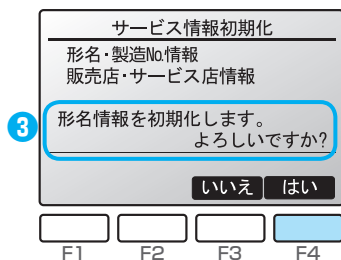 サービス情報初期化
形名・製造No.情報
販売店・サービス店情報
3
形名情報を初期化します。
よろしいですか?
いいえ はい
F1 F2 F3 F4